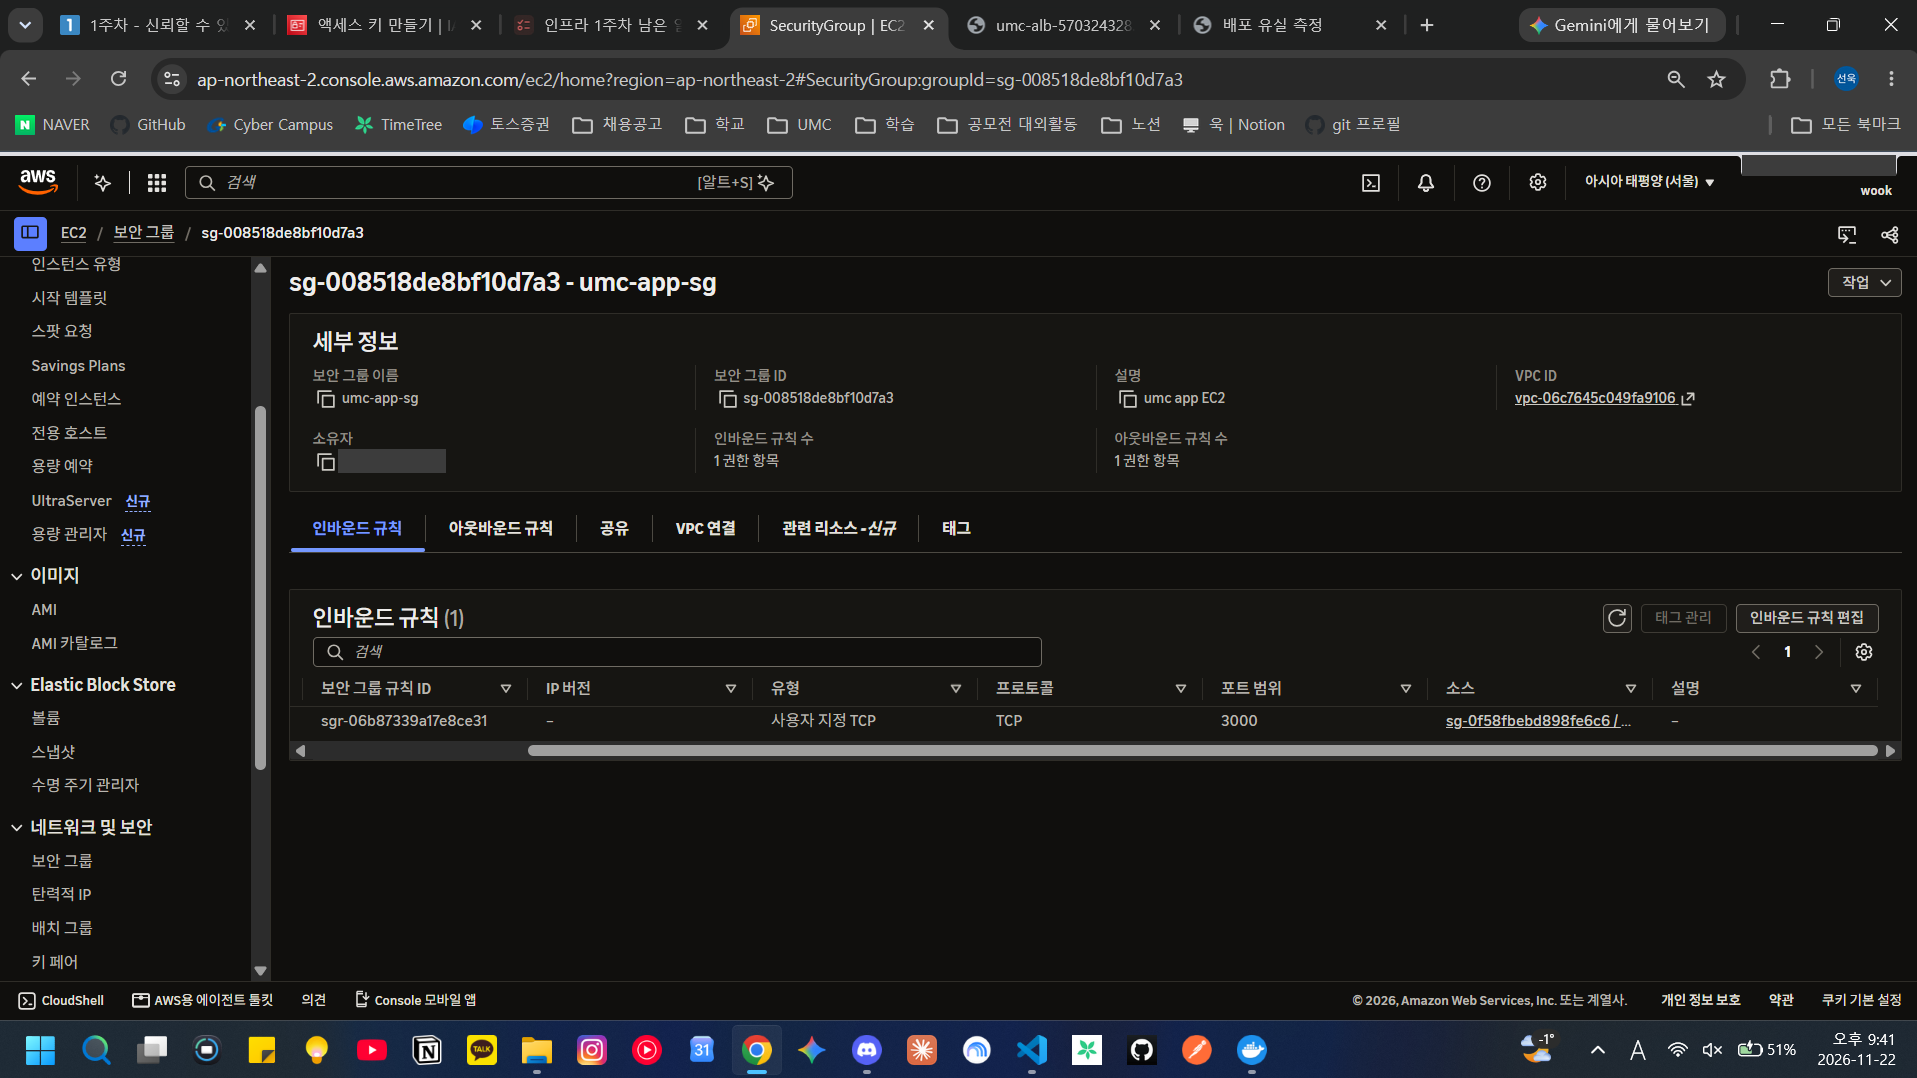 1주차 - 신뢰할 수 있
액세스 키 만들기 | IA
인프라 1주차 남은 일
SecurityGroup | EC2
umc-alb-570324328
배포 유실 측정
Gemini에게 물어보기
ap-northeast-2.console.aws.amazon.com/ec2/home?region=ap-northeast-2#SecurityGroup:groupId=sg-008518de8bf10d7a3
선욱
NAVER
GitHub
Cyber Campus
TimeTree
토스증권
채용공고
학교
UMC
학습
공모전 대외활동
노션
욱 | Notion
git 프로필
모든 북마크
aws
검색
[알트+S]
아시아 태평양 (서울)
wook
EC2 / 보안 그룹 / sg-008518de8bf10d7a3
인스턴스 유형
시작 템플릿
스팟 요청
Savings Plans
예약 인스턴스
전용 호스트
용량 예약
UltraServer 신규
용량 관리자 신규
이미지
AMI
AMI 카탈로그
Elastic Block Store
볼륨
스냅샷
수명 주기 관리자
네트워크 및 보안
보안 그룹
탄력적 IP
배치 그룹
키 페어
sg-008518de8bf10d7a3 - umc-app-sg
작업
세부 정보
보안 그룹 이름
umc-app-sg
보안 그룹 ID
sg-008518de8bf10d7a3
설명
umc app EC2
VPC ID
vpc-06c7645c049fa9106
소유자
인바운드 규칙 수
1 권한 항목
아웃바운드 규칙 수
1 권한 항목
인바운드 규칙
아웃바운드 규칙
공유
VPC 연결
관련 리소스 - 신규
태그
인바운드 규칙 (1)
태그 관리
인바운드 규칙 편집
검색
1
보안 그룹 규칙 ID
IP 버전
유형
프로토콜
포트 범위
소스
설명
sgr-06b87339a17e8ce31
–
사용자 지정 TCP
TCP
3000
sg-0f58fbebd898fe6c6 / ...
–
CloudShell
AWS용 에이전트 툴킷
의견
Console 모바일 앱
© 2026, Amazon Web Services, Inc. 또는 계열사.
개인 정보 보호
약관
쿠키 기본 설정
TALK
31
-1°
A
51%
오후 9:41
2026-11-22